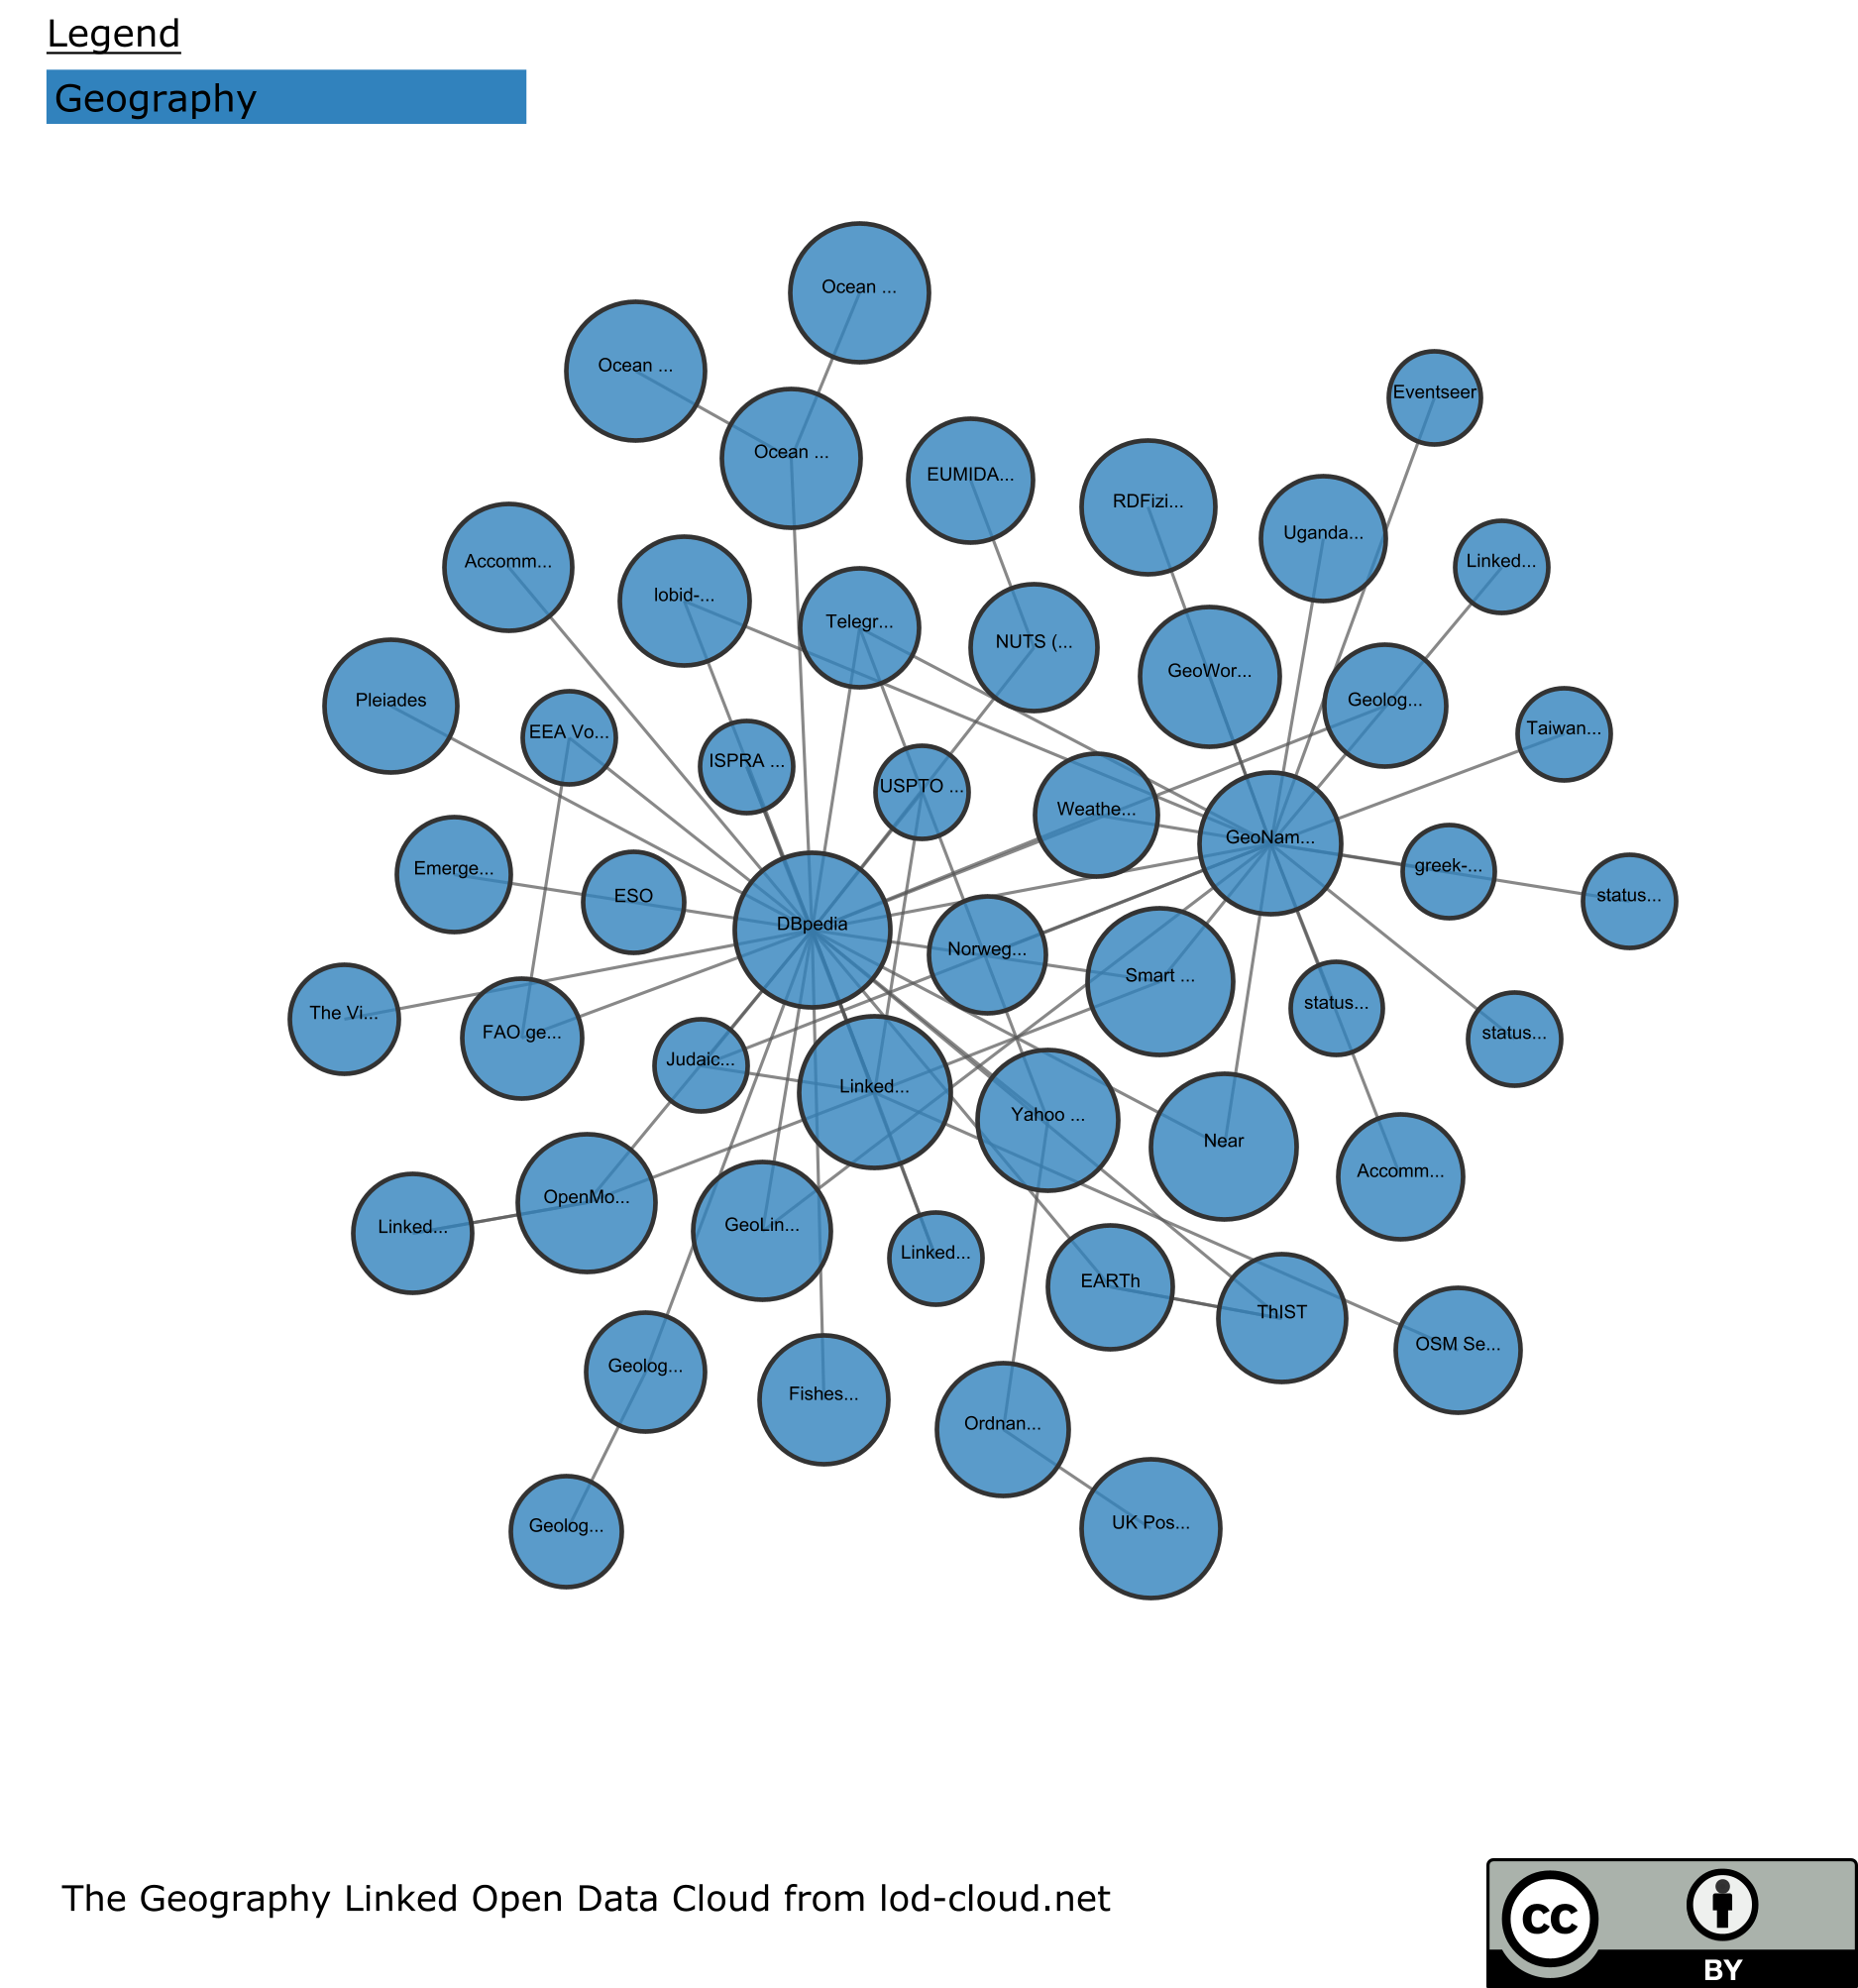 Legend
Geography
Ocean ...
Ocean ...
Eventseer
Ocean ...
EUMIDA...
RDFizi...
Uganda...
Accomm...
Linked...
lobid-...
Telegr...
NUTS (...
GeoWor...
Pleiades
Geolog...
EEA Vo...
Taiwan...
ISPRA ...
USPTO ...
Weathe...
GeoNam...
Emerge...
greek-...
ESO
status...
DBpedia
Norweg...
Smart ...
The Vi...
status...
FAO ge...
status...
Judaic...
Linked...
Yahoo ...
Near
Accomm...
OpenMo...
Linked...
GeoLin...
Linked...
EARTh
ThIST
OSM Se...
Geolog...
Fishes...
Ordnan...
Geolog...
UK Pos...
The Geography Linked Open Data Cloud from lod-cloud.net
cc
BY